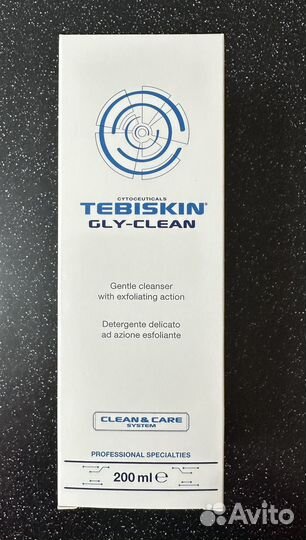 CYTOCEUTICALS
TEBISKIN®
GLY-CLEAN
Gentle cleanser
with exfoliating action
Detergente delicato
ad azione esfoliante
CLEAN & CARE
SYSTEM
PROFESSIONAL SPECIALTIES
200 ml ℮
Avito